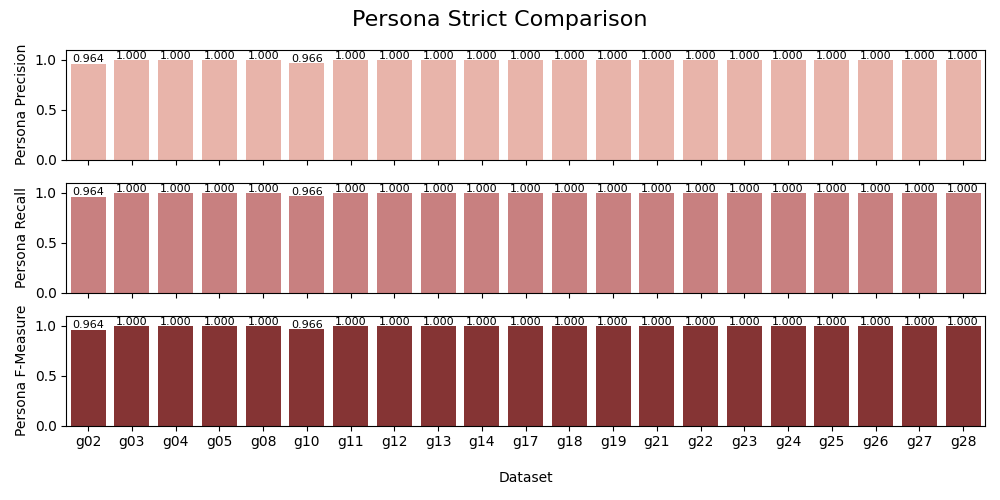 Persona Strict Comparison
Persona Precision
1.0
0.5
0.0
0.964 1.000 1.000 1.000 1.000 0.966 1.000 1.000 1.000 1.000 1.000 1.000 1.000 1.000 1.000 1.000 1.000 1.000 1.000 1.000 1.000
Persona Recall
1.0
0.5
0.0
0.964 1.000 1.000 1.000 1.000 0.966 1.000 1.000 1.000 1.000 1.000 1.000 1.000 1.000 1.000 1.000 1.000 1.000 1.000 1.000 1.000
Persona F-Measure
1.0
0.5
0.0
0.964 1.000 1.000 1.000 1.000 0.966 1.000 1.000 1.000 1.000 1.000 1.000 1.000 1.000 1.000 1.000 1.000 1.000 1.000 1.000 1.000
g02 g03 g04 g05 g08 g10 g11 g12 g13 g14 g17 g18 g19 g21 g22 g23 g24 g25 g26 g27 g28
Dataset